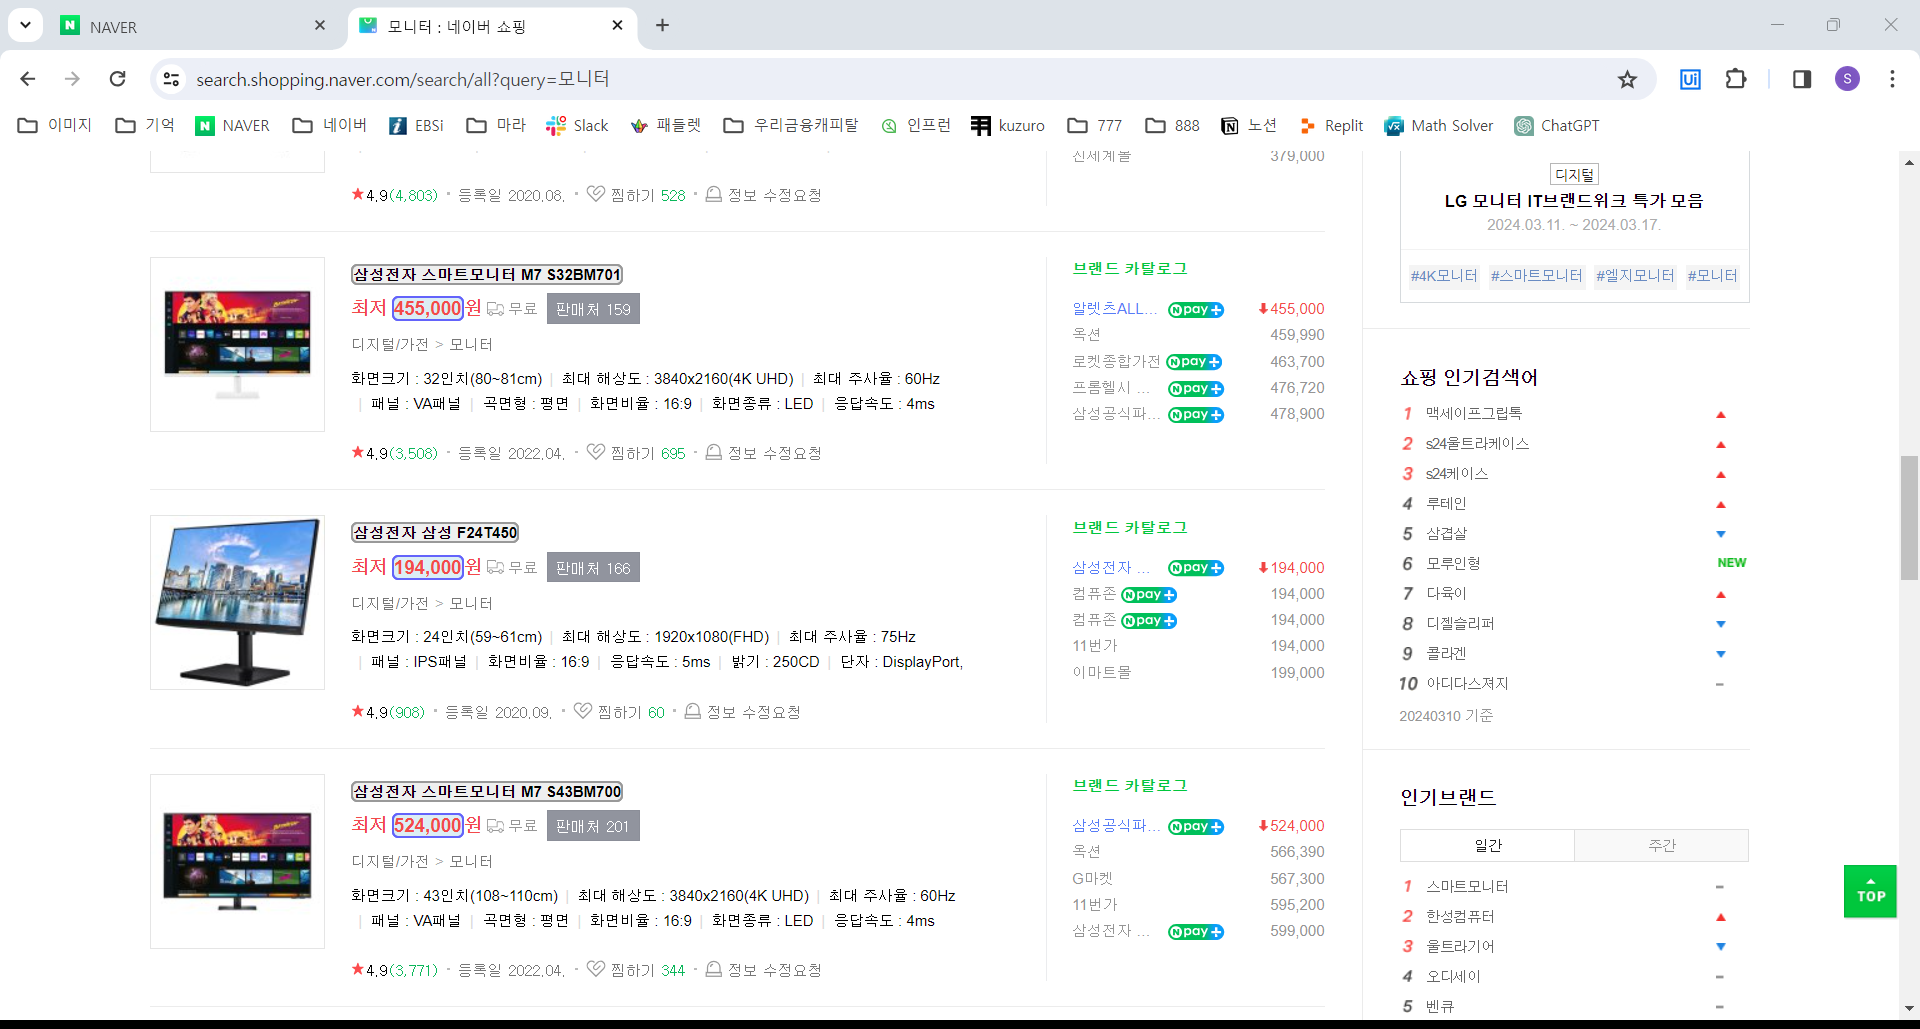 NAVER
모니터 : 네이버 쇼핑
search.shopping.naver.com/search/all?query=모니터
Ui
S
이미지
기억
N NAVER
네이버
EBSi
마라
Slack
패들렛
우리금융캐피탈
인프런
kuzuro
777
888
노션
Replit
Math Solver
ChatGPT
신세계몰 379,000
★4.9(4,803) · 등록일 2020.08. · 찜하기 528 · 정보 수정요청
삼성전자 스마트모니터 M7 S32BM701
최저 455,000원 무료 판매처 159
디지털/가전 > 모니터
화면크기 : 32인치(80~81cm) | 최대 해상도 : 3840x2160(4K UHD) | 최대 주사율 : 60Hz
| 패널 : VA패널 | 곡면형 : 평면 | 화면비율 : 16:9 | 화면종류 : LED | 응답속도 : 4ms
★4.9(3,508) · 등록일 2022.04. · 찜하기 695 · 정보 수정요청
브랜드 카탈로그
알렛츠ALL... N pay+ 455,000
옥션 459,990
로켓종합가전 N pay+ 463,700
프롬헬시 ... N pay+ 476,720
삼성공식파... N pay+ 478,900
삼성전자 삼성 F24T450
최저 194,000원 무료 판매처 166
디지털/가전 > 모니터
화면크기 : 24인치(59~61cm) | 최대 해상도 : 1920x1080(FHD) | 최대 주사율 : 75Hz
| 패널 : IPS패널 | 화면비율 : 16:9 | 응답속도 : 5ms | 밝기 : 250CD | 단자 : DisplayPort,
★4.9(908) · 등록일 2020.09. · 찜하기 60 · 정보 수정요청
브랜드 카탈로그
삼성전자 ... N pay+ 194,000
컴퓨존 N pay+ 194,000
컴퓨존 N pay+ 194,000
11번가 194,000
이마트몰 199,000
삼성전자 스마트모니터 M7 S43BM700
최저 524,000원 무료 판매처 201
디지털/가전 > 모니터
화면크기 : 43인치(108~110cm) | 최대 해상도 : 3840x2160(4K UHD) | 최대 주사율 : 60Hz
| 패널 : VA패널 | 곡면형 : 평면 | 화면비율 : 16:9 | 화면종류 : LED | 응답속도 : 4ms
★4.9(3,771) · 등록일 2022.04. · 찜하기 344 · 정보 수정요청
브랜드 카탈로그
삼성공식파... N pay+ 524,000
옥션 566,390
G마켓 567,300
11번가 595,200
삼성전자 ... N pay+ 599,000
디지털
LG 모니터 IT브랜드위크 특가 모음
2024.03.11. ~ 2024.03.17.
#4K모니터 #스마트모니터 #엘지모니터 #모니터
쇼핑 인기검색어
1 맥세이프그립톡
2 s24울트라케이스
3 s24케이스
4 루테인
5 삼겹살
6 모루인형 NEW
7 다육이
8 디젤슬리퍼
9 콜라겐
10 아디다스져지
20240310 기준
인기브랜드
일간 주간
1 스마트모니터
2 한성컴퓨터
3 울트라기어
4 오디세이
5 벤큐
TOP